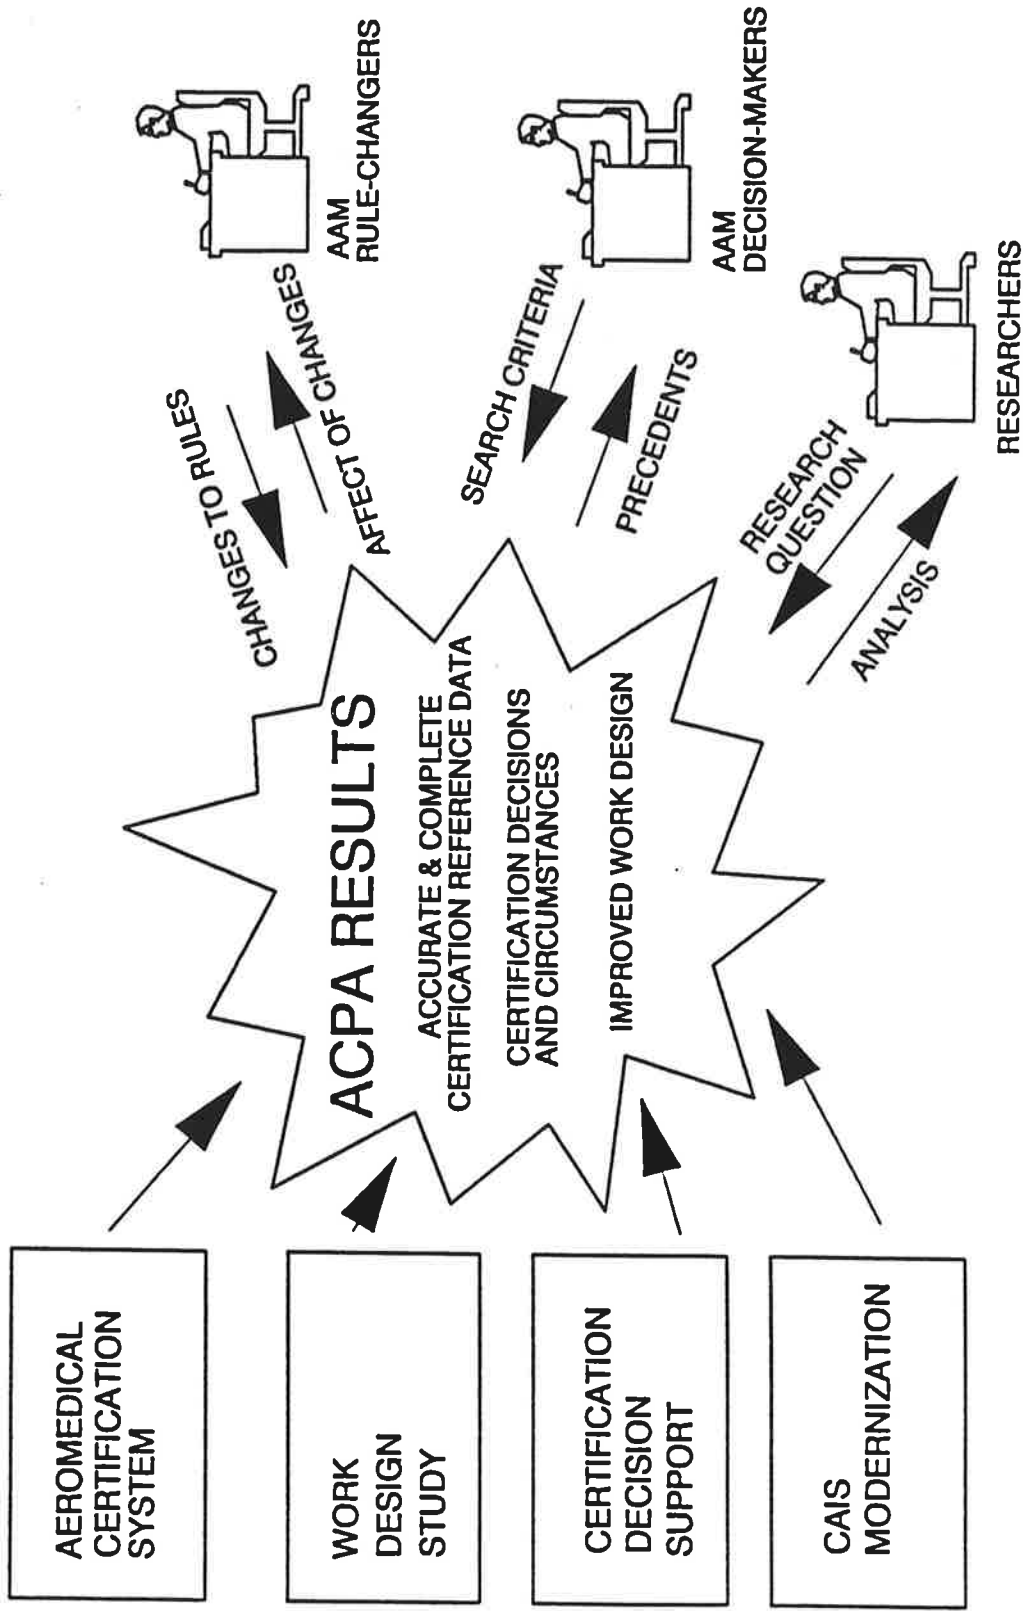 AEROMEDICAL
CERTIFICATION
SYSTEM
WORK
DESIGN
STUDY
CERTIFICATION
DECISION
SUPPORT
CAIS
MODERNIZATION
ACPA RESULTS
ACCURATE & COMPLETE
CERTIFICATION REFERENCE DATA
CERTIFICATION DECISIONS
AND CIRCUMSTANCES
IMPROVED WORK DESIGN
CHANGES TO RULES
AFFECT OF CHANGES
AAM
RULE-CHANGERS
SEARCH CRITERIA
PRECEDENTS
AAM
DECISION-MAKERS
RESEARCH
QUESTION
ANALYSIS
RESEARCHERS